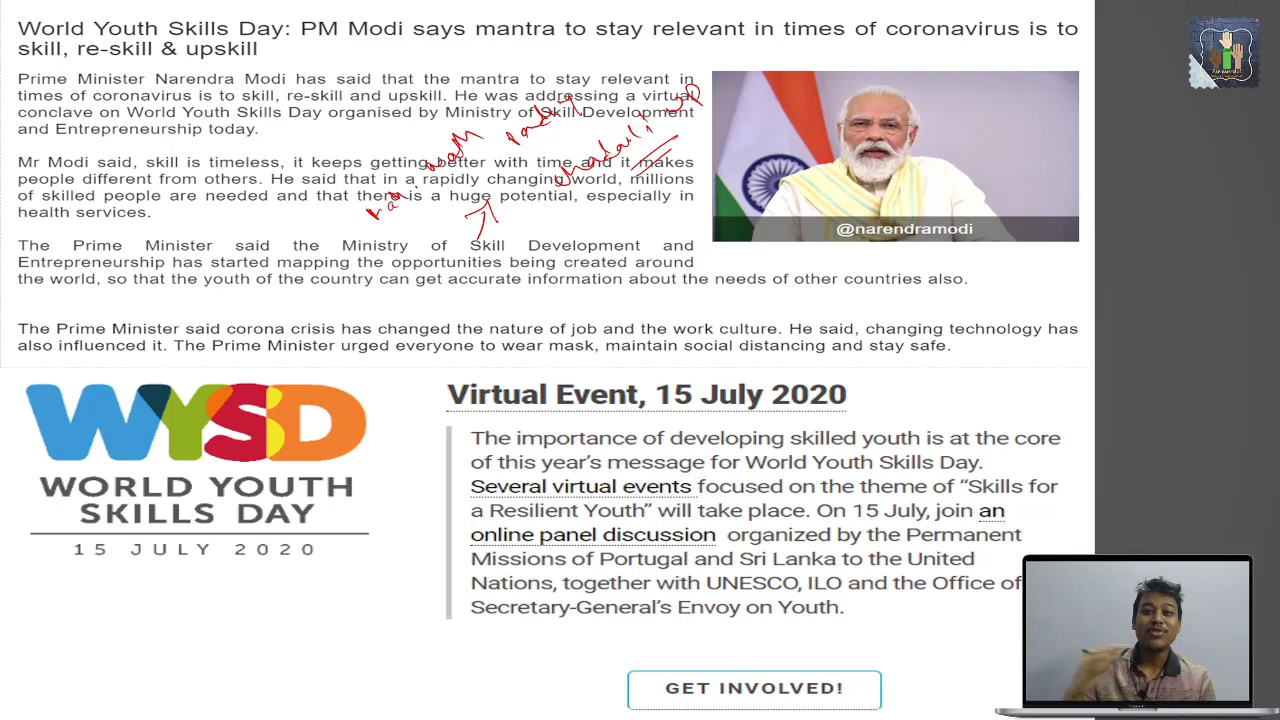 World Youth Skills Day: PM Modi says mantra to stay relevant in times of coronavirus is to
skill, re-skill & upskill
Prime Minister Narendra Modi has said that the mantra to stay relevant in
times of coronavirus is to skill, re-skill and upskill. He was addressing a virtual
conclave on World Youth Skills Day organised by Ministry of Skill Development
and Entrepreneurship today.
Mr Modi said, skill is timeless, it keeps getting better with time and it makes
people different from others. He said that in a rapidly changing world, millions
of skilled people are needed and that there is a huge potential, especially in
health services.
The Prime Minister said the Ministry of Skill Development and
Entrepreneurship has started mapping the opportunities being created around
the world, so that the youth of the country can get accurate information about the needs of other countries also.
The Prime Minister said corona crisis has changed the nature of job and the work culture. He said, changing technology has
also influenced it. The Prime Minister urged everyone to wear mask, maintain social distancing and stay safe.
@narendramodi
WYSD
WORLD YOUTH
SKILLS DAY
15 JULY 2020
Virtual Event, 15 July 2020
The importance of developing skilled youth is at the core
of this year's message for World Youth Skills Day.
Several virtual events focused on the theme of “Skills for
a Resilient Youth” will take place. On 15 July, join an
online panel discussion organized by the Permanent
Missions of Portugal and Sri Lanka to the United
Nations, together with UNESCO, ILO and the Office of
Secretary-General's Envoy on Youth.
GET INVOLVED!